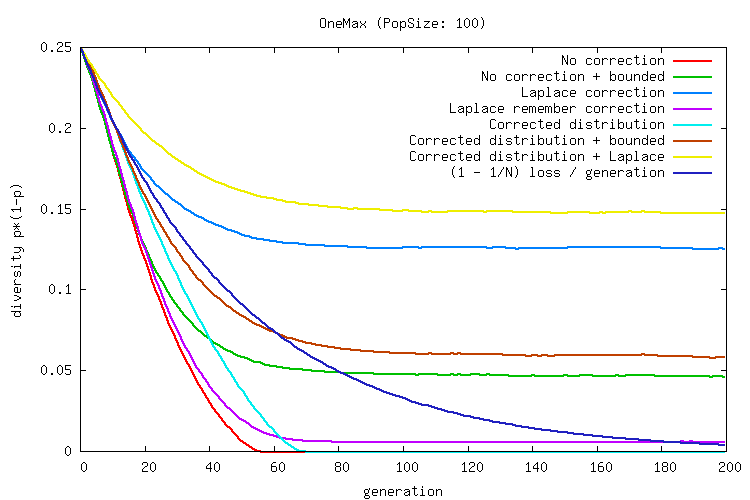 OneMax (PopSize: 100)
No correction
No correction + bounded
Laplace correction
Laplace remember correction
Corrected distribution
Corrected distribution + bounded
Corrected distribution + Laplace
(1 - 1/N) loss / generation
diversity p*(1-p)
0.25
0.2
0.15
0.1
0.05
0
0 20 40 60 80 100 120 140 160 180 200
generation